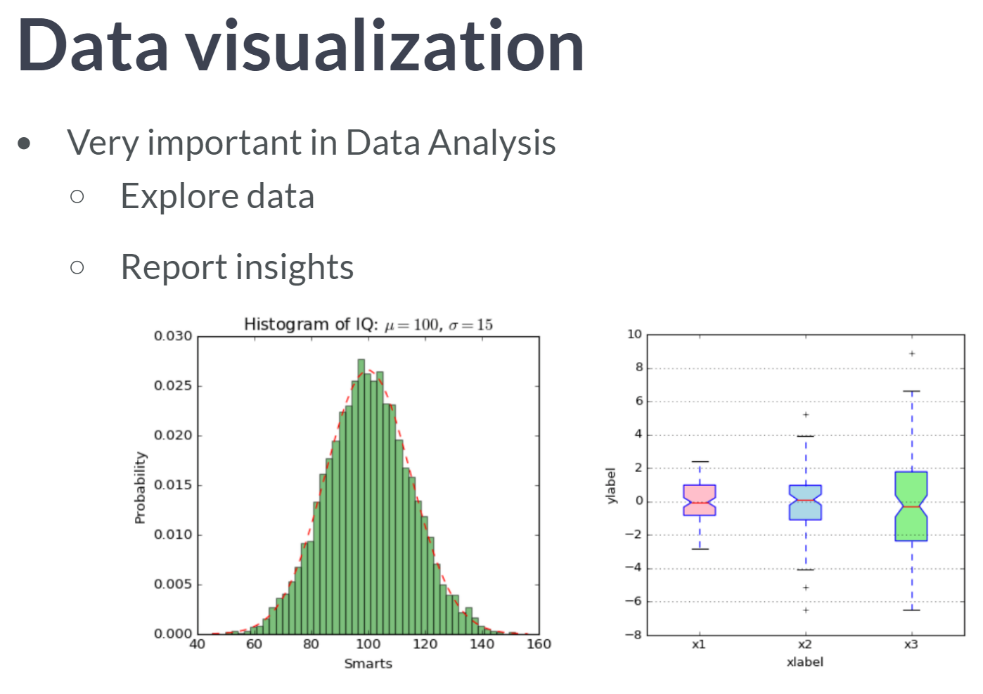 Data visualization
• Very important in Data Analysis
○ Explore data
○ Report insights
Histogram of IQ: μ = 100, σ = 15
0.030
0.025
0.020
0.015
0.010
0.005
0.000
Probability
40 60 80 100 120 140 160
Smarts
10
8
6
4
2
0
−2
−4
−6
−8
ylabel
x1 x2 x3
xlabel